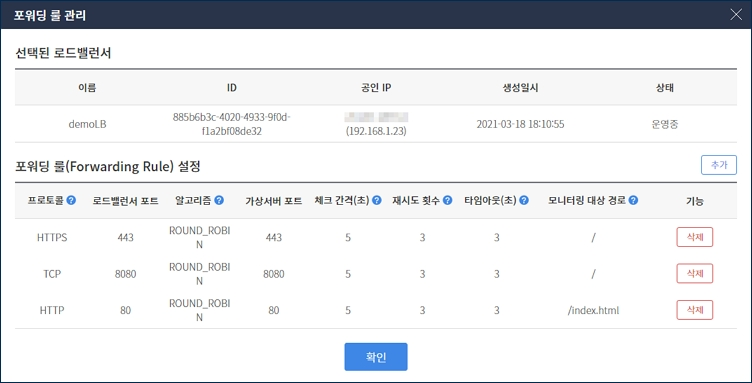 포워딩 룰 관리
선택된 로드밸런서
이름 ID 공인 IP 생성일시 상태
demoLB 885b6b3c-4020-4933-9f0d-f1a2bf08de32 (192.168.1.23) 2021-03-18 18:10:55 운영중
포워딩 룰(Forwarding Rule) 설정 추가
프로토콜 ? 로드밸런서 포트 알고리즘 ? 가상서버 포트 체크 간격(초) ? 재시도 횟수 ? 타임아웃(초) ? 모니터링 대상 경로 ? 기능
HTTPS 443 ROUND_ROBIN 443 5 3 3 / 삭제
TCP 8080 ROUND_ROBIN 8080 5 3 3 / 삭제
HTTP 80 ROUND_ROBIN 80 5 3 3 /index.html 삭제
확인